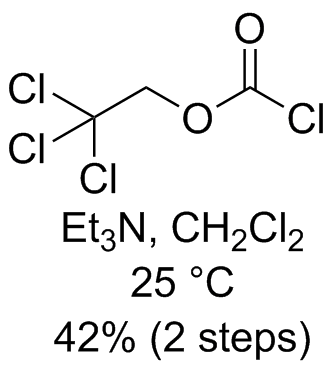 O
Cl
Cl
O
Cl
Cl
Et₃N, CH₂Cl₂
25 °C
42% (2 steps)